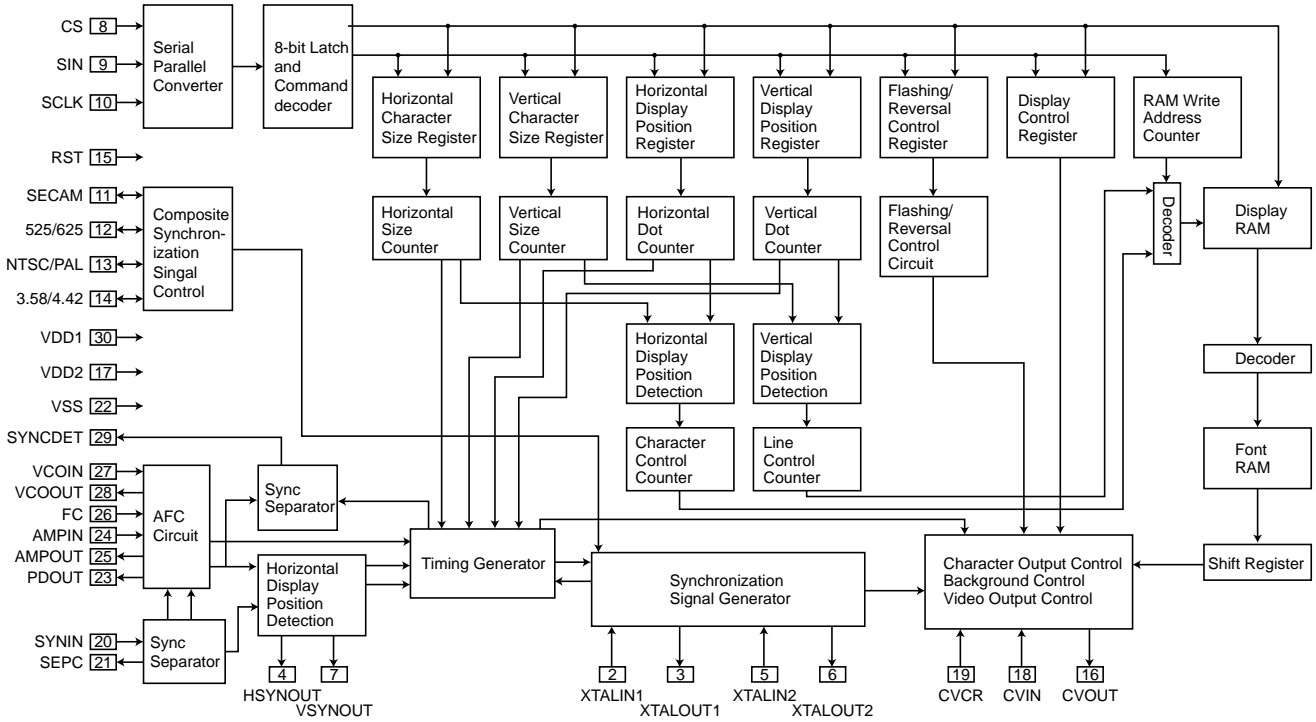 CS 8
SIN 9
SCLK 10
RST 15
SECAM 11
525/625 12
NTSC/PAL 13
3.58/4.42 14
VDD1 30
VDD2 17
VSS 22
SYNCDET 29
VCOIN 27
VCOOUT 28
FC 26
AMPIN 24
AMPOUT 25
PDOUT 23
SYNIN 20
SEPC 21
Serial
Parallel
Converter
8-bit Latch
and
Command
decoder
Horizontal
Character
Size Register
Vertical
Character
Size Register
Horizontal
Display
Position
Register
Vertical
Display
Position
Register
Flashing/
Reversal
Control
Register
Display
Control
Register
RAM Write
Address
Counter
Composite
Synchron-
ization
Singal
Control
Horizontal
Size
Counter
Vertical
Size
Counter
Horizontal
Dot
Counter
Vertical
Dot
Counter
Flashing/
Reversal
Control
Circuit
Decoder
Display
RAM
Horizontal
Display
Position
Detection
Vertical
Display
Position
Detection
Decoder
Character
Control
Counter
Line
Control
Counter
Font
RAM
AFC
Circuit
Sync
Separator
Timing Generator
Horizontal
Display
Position
Detection
Synchronization
Signal Generator
Character Output Control
Background Control
Video Output Control
Shift Register
Sync
Separator
4
HSYNOUT
7
VSYNOUT
2
XTALIN1
3
XTALOUT1
5
XTALIN2
6
XTALOUT2
19
CVCR
18
CVIN
16
CVOUT